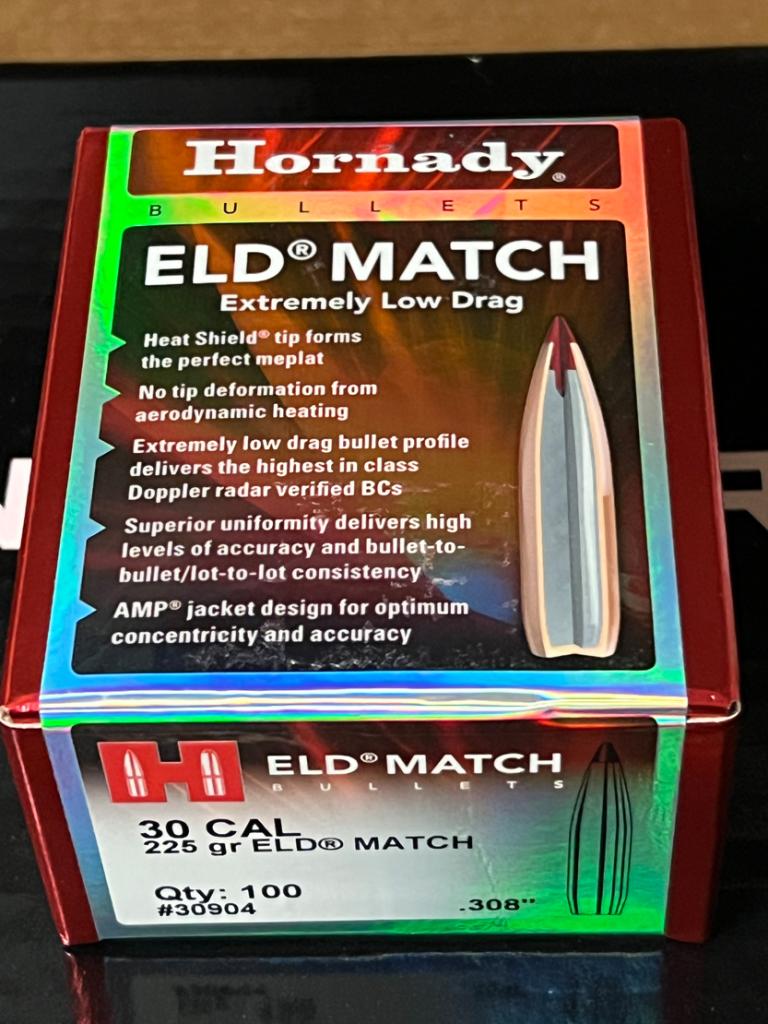 Hornady®
BULLETS
ELD® MATCH
Extremely Low Drag
Heat Shield® tip forms
the perfect meplat
No tip deformation from
aerodynamic heating
Extremely low drag bullet profile
delivers the highest in class
Doppler radar verified BCs
Superior uniformity delivers high
levels of accuracy and bullet-to-
bullet/lot-to-lot consistency
AMP® jacket design for optimum
concentricity and accuracy
H
ELD® MATCH
BULLETS
30 CAL
225 gr ELD® MATCH
Qty: 100
#30904
.308"